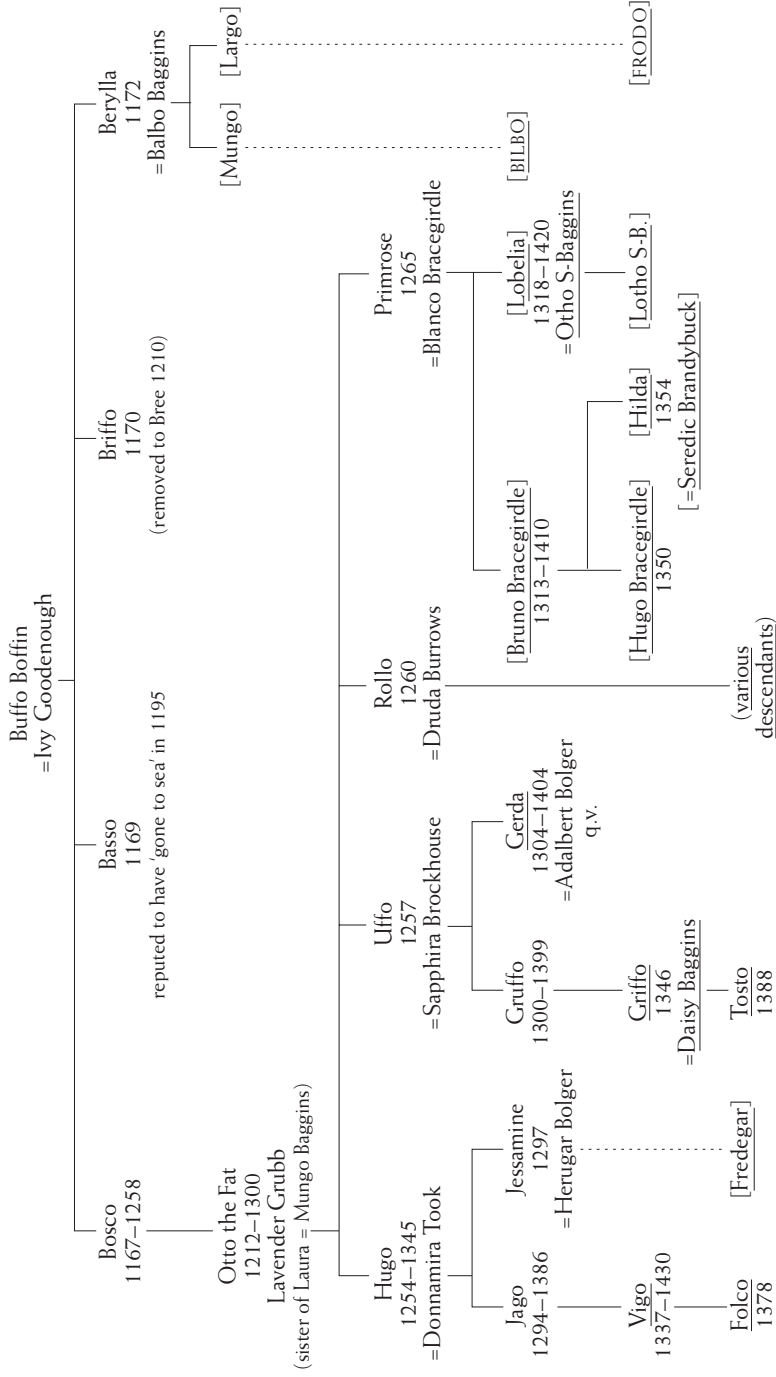 Buffo Boffin
=Ivy Goodenough
Bosco
1167–1258
Basso
1169
reputed to have 'gone to sea' in 1195
Briffo
1170
(removed to Bree 1210)
Berylla
1172
=Balbo Baggins
Otto the Fat
1212–1300
Lavender Grubb
(sister of Laura = Mungo Baggins)
[Mungo]
[Largo]
Hugo
1254–1345
=Donnamira Took
Uffo
1257
=Sapphira Brockhouse
Rollo
1260
=Druda Burrows
Primrose
1265
=Blanco Bracegirdle
Jago
1294–1386
Jessamine
1297
=Herugar Bolger
Gruffo
1300–1399
Gerda
1304–1404
=Adalbert Bolger
q.v.
[Bruno Bracegirdle]
1313–1410
[Lobelia]
1318–1420
=Otho S-Baggins
[BILBO]
Vigo
1337–1430
Griffo
1346
=Daisy Baggins
[Hugo Bracegirdle]
1350
[Hilda]
1354
[=Seredic Brandybuck]
[Lotho S-B.]
[FRODO]
Folco
1378
[Fredegar]
Tosto
1388
(various
descendants)